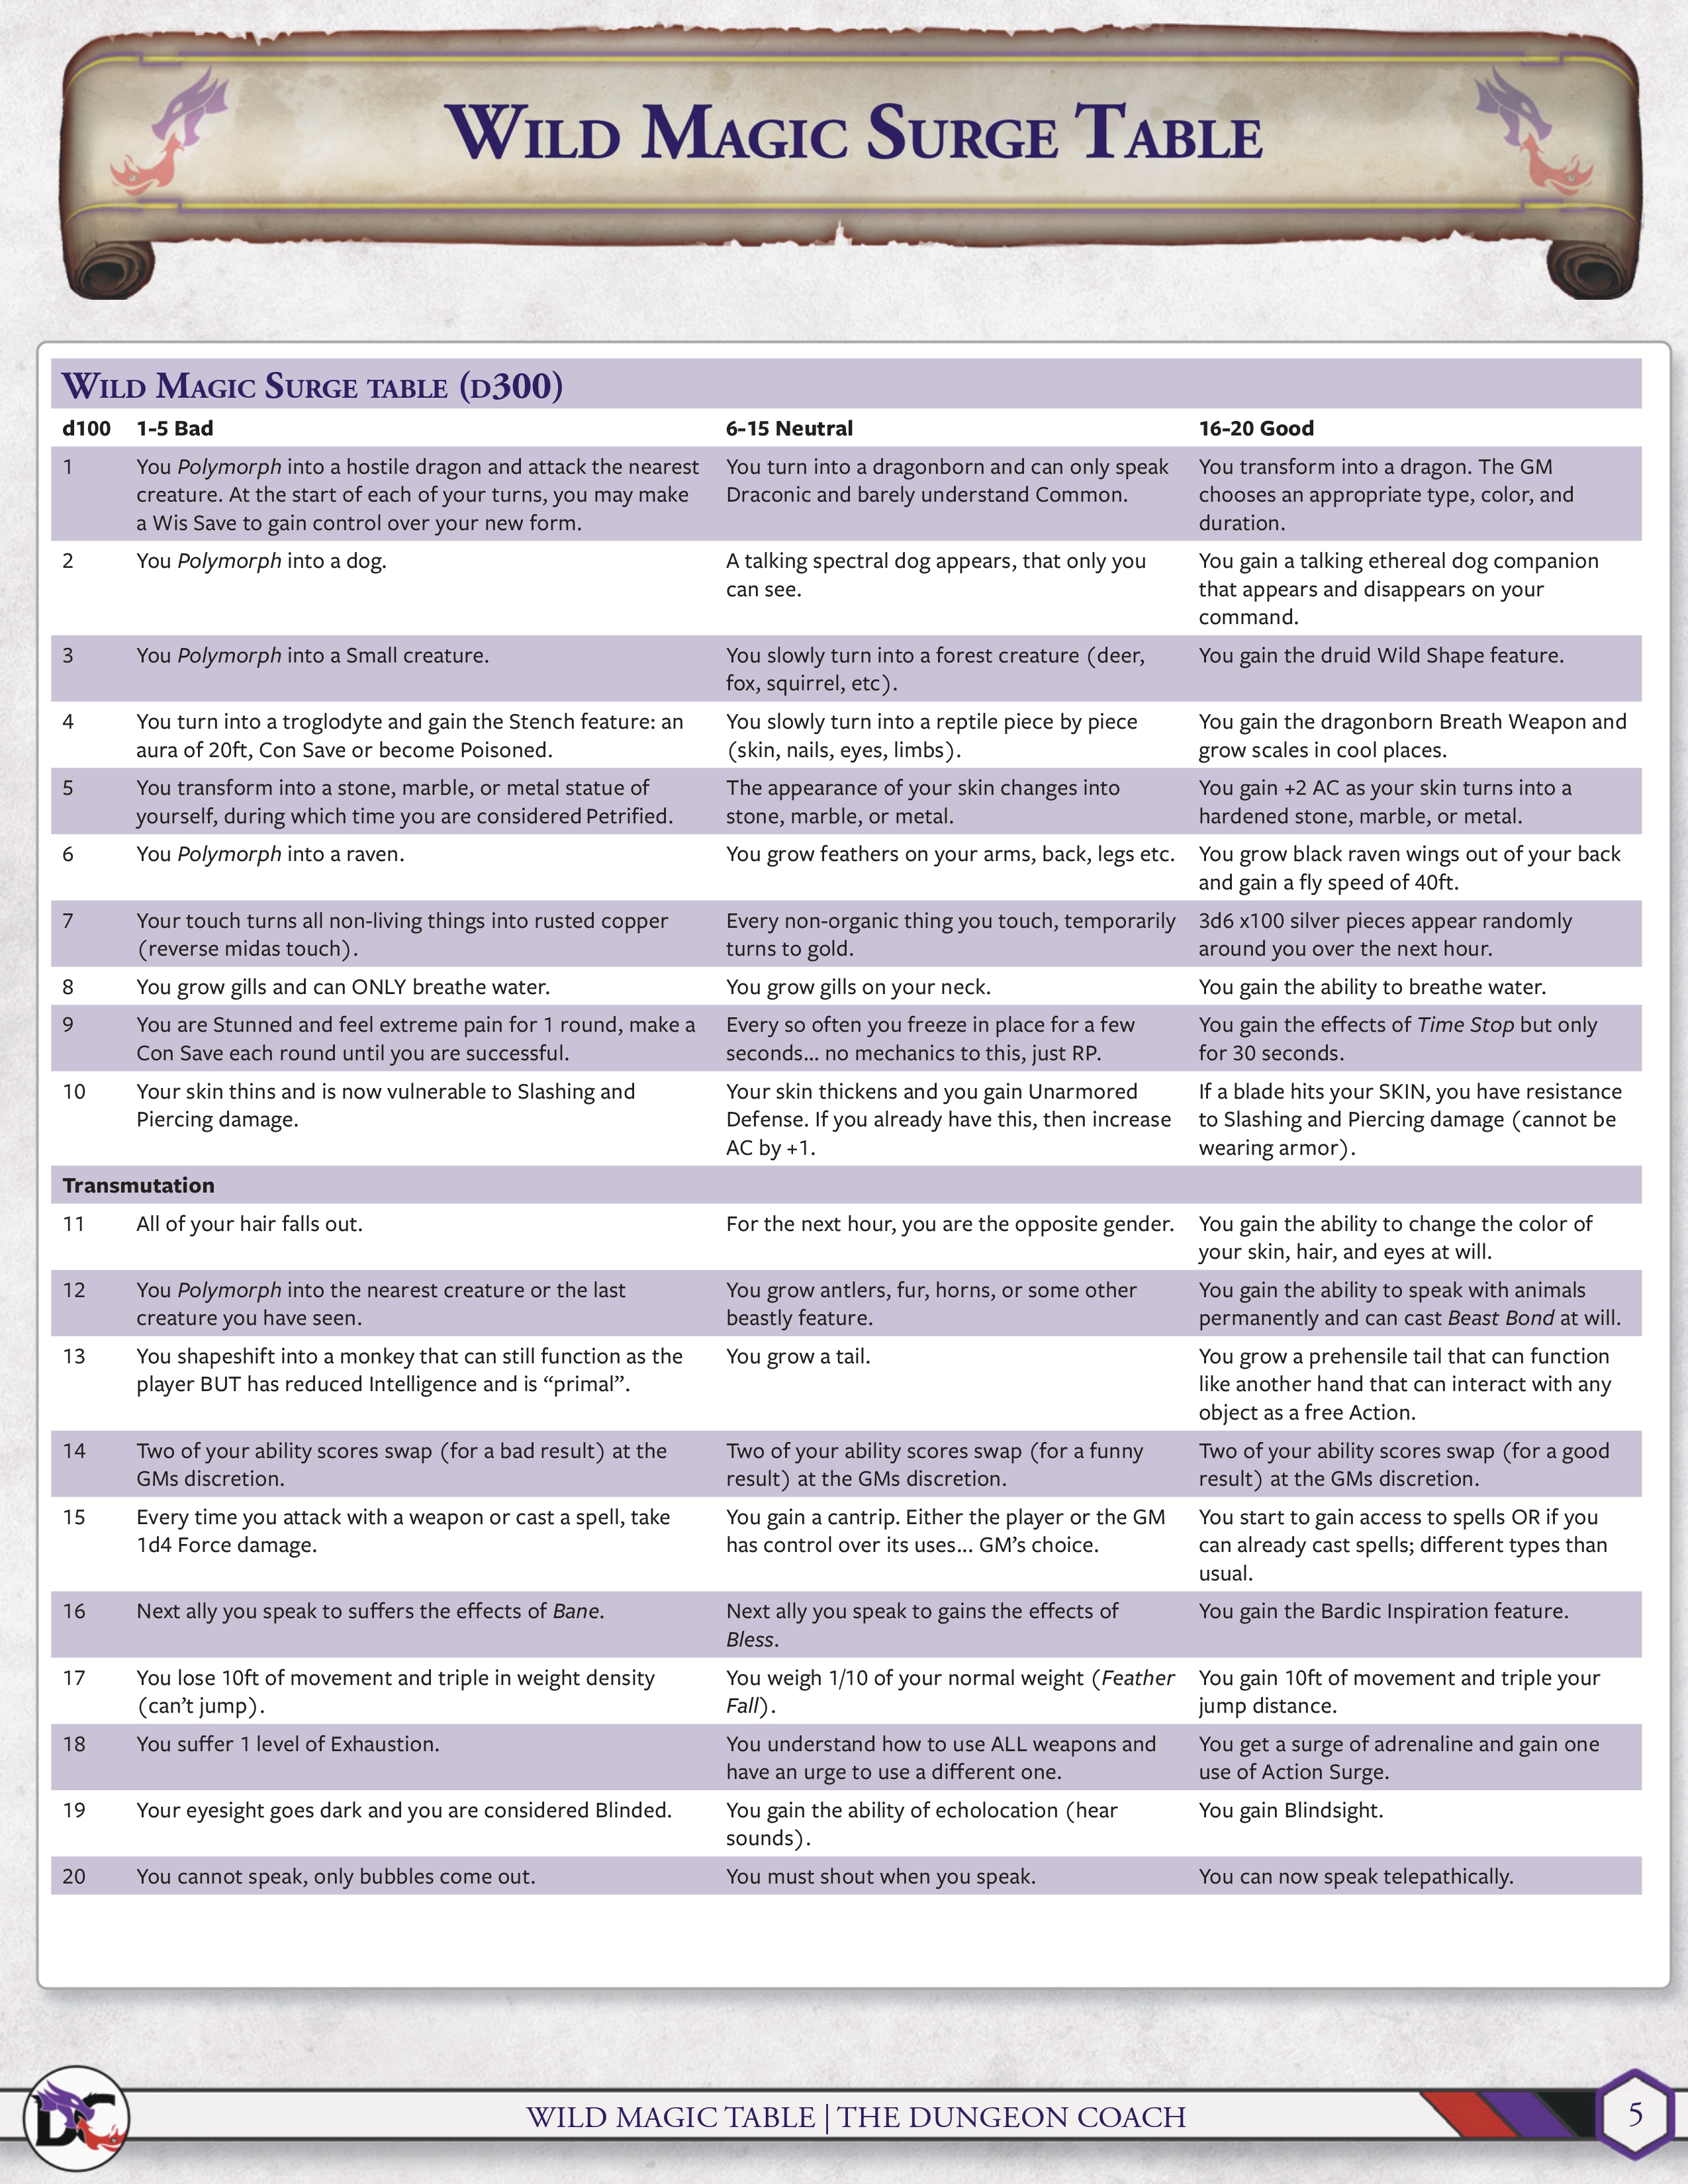 Wild Magic Surge Table
Wild Magic Surge table (d300)
d100 1-5 Bad 6-15 Neutral 16-20 Good
1 You Polymorph into a hostile dragon and attack the nearest creature. At the start of each of your turns, you may make a Wis Save to gain control over your new form. You turn into a dragonborn and can only speak Draconic and barely understand Common. You transform into a dragon. The GM chooses an appropriate type, color, and duration.
2 You Polymorph into a dog. A talking spectral dog appears, that only you can see. You gain a talking ethereal dog companion that appears and disappears on your command.
3 You Polymorph into a Small creature. You slowly turn into a forest creature (deer, fox, squirrel, etc). You gain the druid Wild Shape feature.
4 You turn into a troglodyte and gain the Stench feature: an aura of 20ft, Con Save or become Poisoned. You slowly turn into a reptile piece by piece (skin, nails, eyes, limbs). You gain the dragonborn Breath Weapon and grow scales in cool places.
5 You transform into a stone, marble, or metal statue of yourself, during which time you are considered Petrified. The appearance of your skin changes into stone, marble, or metal. You gain +2 AC as your skin turns into a hardened stone, marble, or metal.
6 You Polymorph into a raven. You grow feathers on your arms, back, legs etc. You grow black raven wings out of your back and gain a fly speed of 40ft.
7 Your touch turns all non-living things into rusted copper (reverse midas touch). Every non-organic thing you touch, temporarily turns to gold. 3d6 x100 silver pieces appear randomly around you over the next hour.
8 You grow gills and can ONLY breathe water. You grow gills on your neck. You gain the ability to breathe water.
9 You are Stunned and feel extreme pain for 1 round, make a Con Save each round until you are successful. Every so often you freeze in place for a few seconds... no mechanics to this, just RP. You gain the effects of Time Stop but only for 30 seconds.
10 Your skin thins and is now vulnerable to Slashing and Piercing damage. Your skin thickens and you gain Unarmored Defense. If you already have this, then increase AC by +1. If a blade hits your SKIN, you have resistance to Slashing and Piercing damage (cannot be wearing armor).
Transmutation
11 All of your hair falls out. For the next hour, you are the opposite gender. You gain the ability to change the color of your skin, hair, and eyes at will.
12 You Polymorph into the nearest creature or the last creature you have seen. You grow antlers, fur, horns, or some other beastly feature. You gain the ability to speak with animals permanently and can cast Beast Bond at will.
13 You shapeshift into a monkey that can still function as the player BUT has reduced Intelligence and is “primal”. You grow a tail. You grow a prehensile tail that can function like another hand that can interact with any object as a free Action.
14 Two of your ability scores swap (for a bad result) at the GMs discretion. Two of your ability scores swap (for a funny result) at the GMs discretion. Two of your ability scores swap (for a good result) at the GMs discretion.
15 Every time you attack with a weapon or cast a spell, take 1d4 Force damage. You gain a cantrip. Either the player or the GM has control over its uses... GM’s choice. You start to gain access to spells OR if you can already cast spells; different types than usual.
16 Next ally you speak to suffers the effects of Bane. Next ally you speak to gains the effects of Bless. You gain the Bardic Inspiration feature.
17 You lose 10ft of movement and triple in weight density (can’t jump). You weigh 1/10 of your normal weight (Feather Fall). You gain 10ft of movement and triple your jump distance.
18 You suffer 1 level of Exhaustion. You understand how to use ALL weapons and have an urge to use a different one. You get a surge of adrenaline and gain one use of Action Surge.
19 Your eyesight goes dark and you are considered Blinded. You gain the ability of echolocation (hear sounds). You gain Blindsight.
20 You cannot speak, only bubbles come out. You must shout when you speak. You can now speak telepathically.
DC
WILD MAGIC TABLE | THE DUNGEON COACH
5